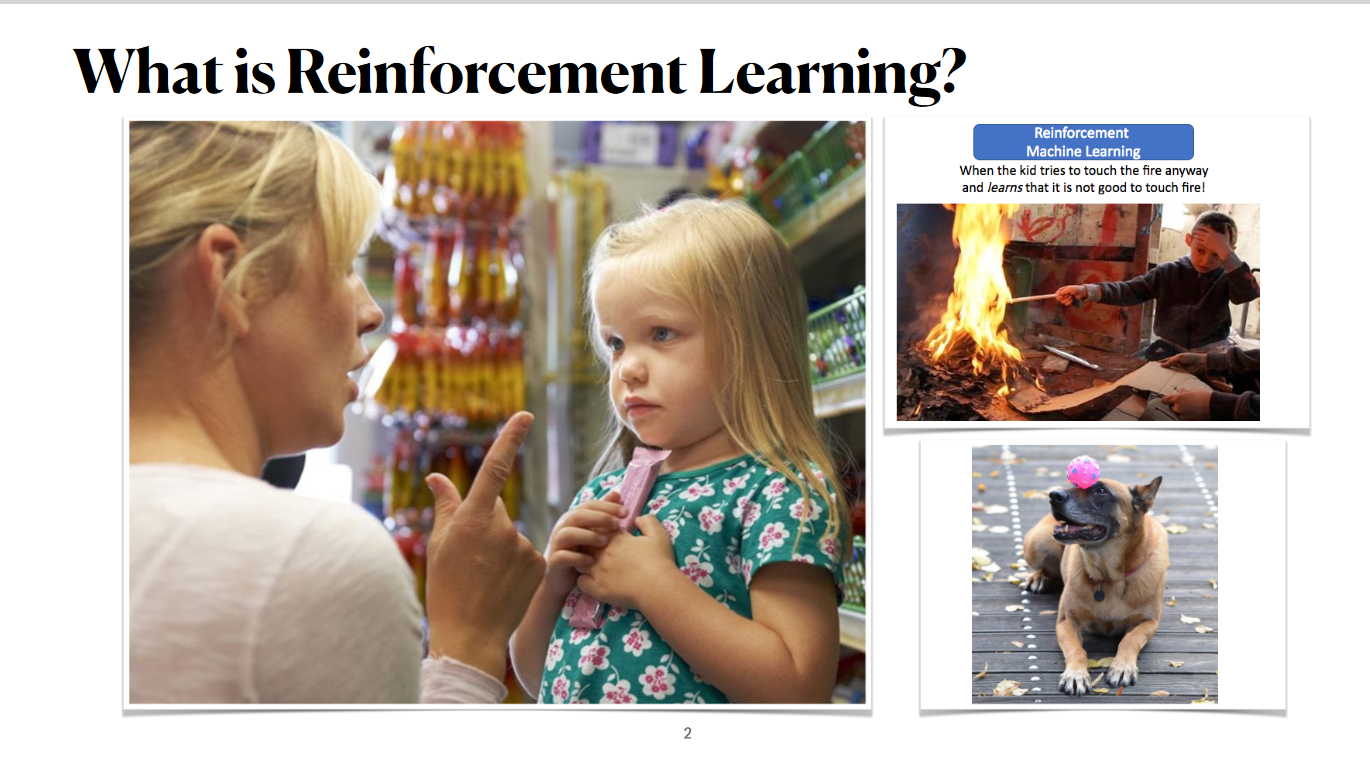 What is Reinforcement Learning?
Reinforcement
Machine Learning
When the kid tries to touch the fire anyway
and learns that it is not good to touch fire!
2